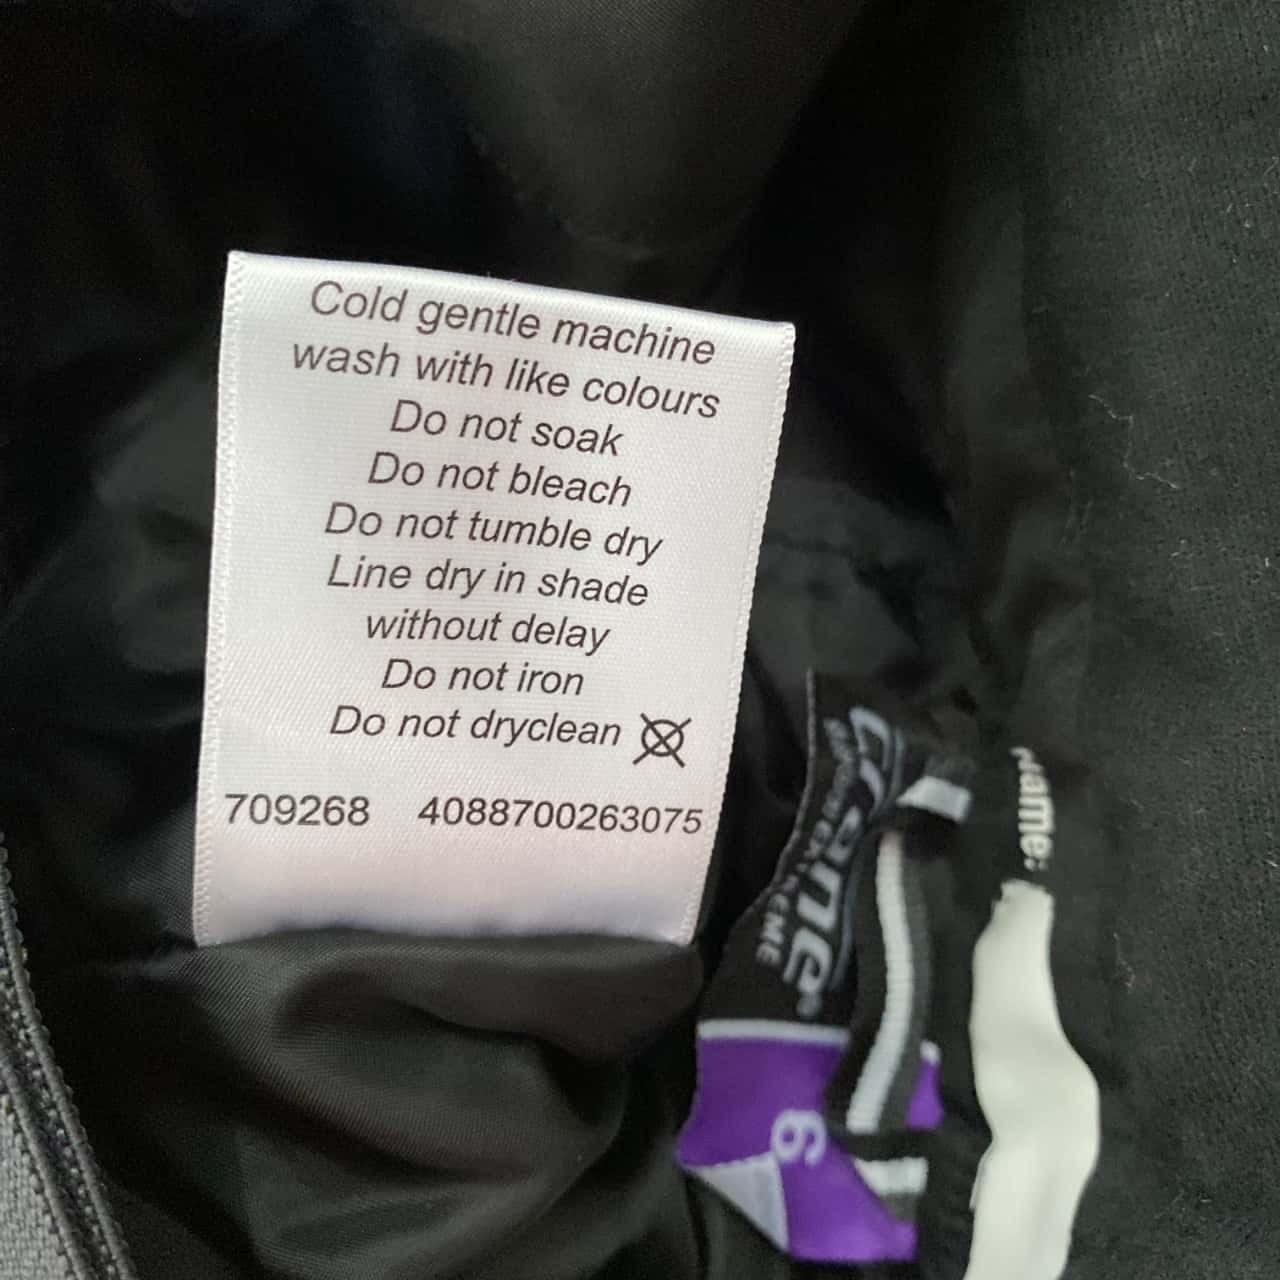 Cold gentle machine
wash with like colours
Do not soak
Do not bleach
Do not tumble dry
Line dry in shade
without delay
Do not iron
Do not dryclean
709268 4088700263075
Crane®
EXTREME
6
Name: